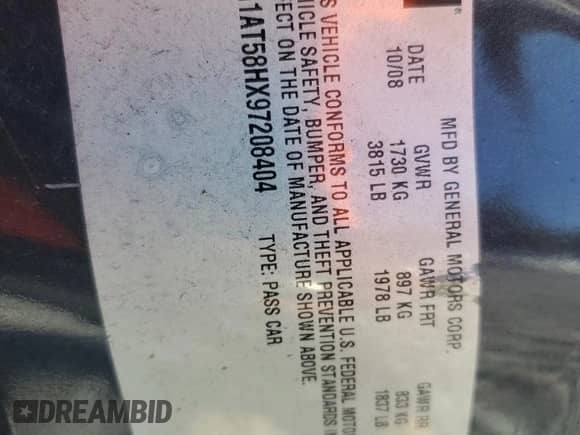 MFD BY GENERAL MOTORS CORP.
DATE GVWR GAWR FRT GAWR RR
10/08 1730 KG 897 KG 833 KG
3815 LB 1978 LB 1837 LB
S VEHICLE CONFORMS TO ALL APPLICABLE U.S. FEDERAL MOTO
HICLE SAFETY, BUMPER, AND THEFT PREVENTION STANDARDS I
FECT ON THE DATE OF MANUFACTURE SHOWN ABOVE.
1AT58HX97208404 TYPE: PASS CAR
DREAMBID